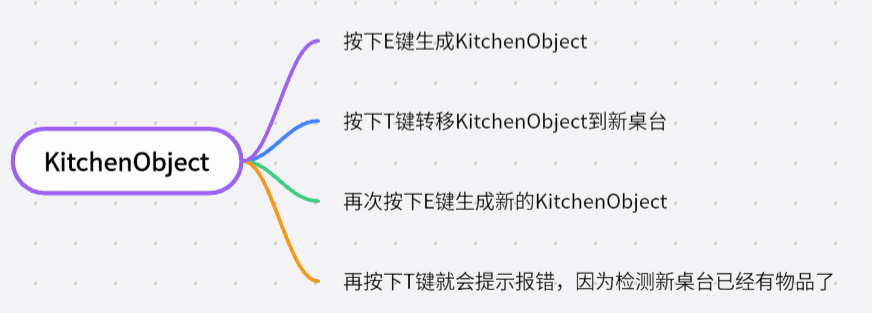 按下E键生成KitchenObject
按下T键转移KitchenObject到新桌台
KitchenObject
再次按下E键生成新的KitchenObject
再按下T键就会提示报错，因为检测新桌台已经有物品了